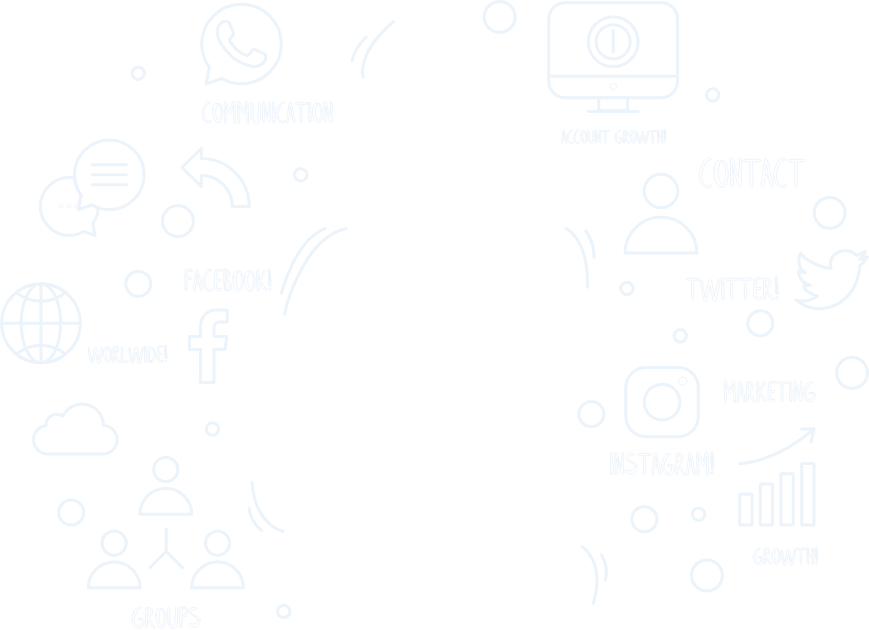 COMMUNICATION
ACCOUNT GROWTH!
CONTACT
FACEBOOK!
TWITTER!
WORLWIDE!
MARKETING
INSTAGRAM!
GROWTH!
GROUPS